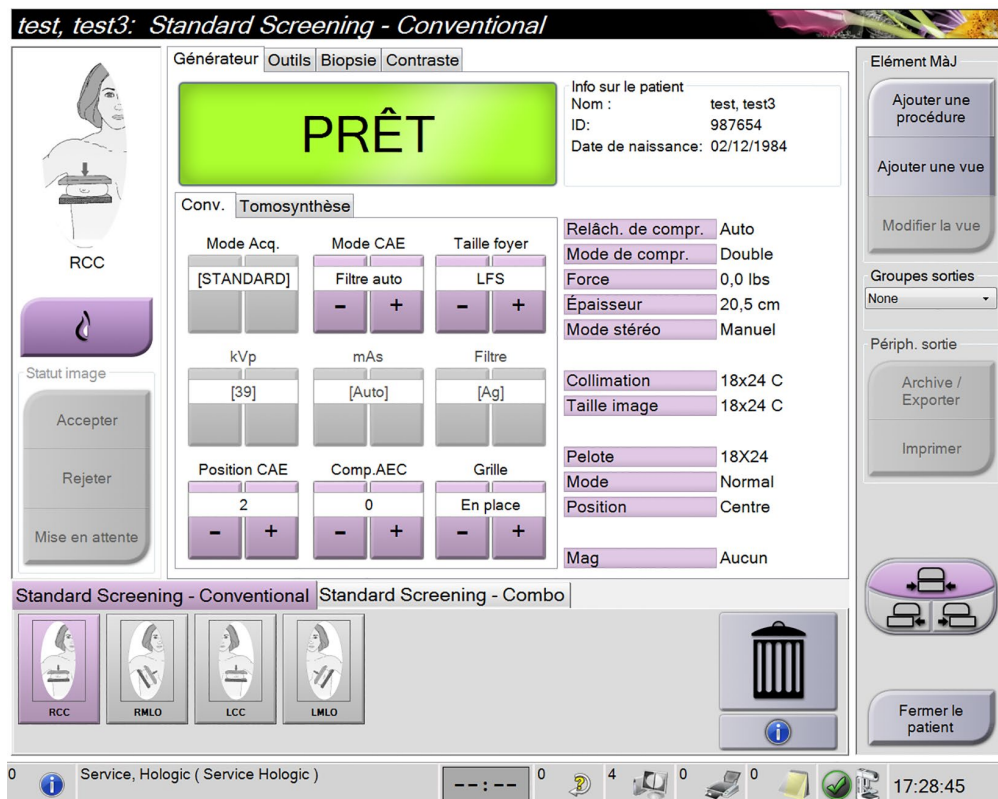 test, test3: Standard Screening - Conventional
Générateur Outils Biopsie Contraste
PRÊT
Info sur le patient
Nom : test, test3
ID: 987654
Date de naissance: 02/12/1984
RCC
Statut image
Accepter
Rejeter
Mise en attente
Conv. Tomosynthèse
Mode Acq. Mode CAE Taille foyer
[STANDARD] Filtre auto LFS
- + - +
kVp mAs Filtre
[39] [Auto] [Ag]
Position CAE Comp.AEC Grille
2 0 En place
- + - + - +
Relâch. de compr. Auto
Mode de compr. Double
Force 0,0 lbs
Épaisseur 20,5 cm
Mode stéréo Manuel
Collimation 18x24 C
Taille image 18x24 C
Pelote 18X24
Mode Normal
Position Centre
Mag Aucun
Elément MàJ
Ajouter une
procédure
Ajouter une vue
Modifier la vue
Groupes sorties
None
Périph. sortie
Archive /
Exporter
Imprimer
Standard Screening - Conventional Standard Screening - Combo
RCC RMLO LCC LMLO
Fermer le
patient
0 Service, Hologic ( Service Hologic ) --:-- 0 4 0 0 17:28:45